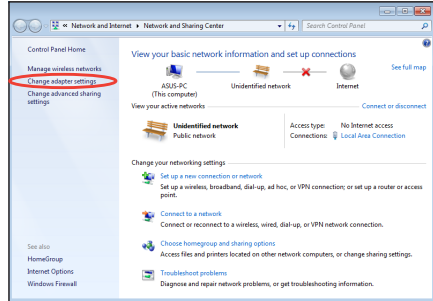 « Network and Internet ▸ Network and Sharing Center
Search Control Panel
Control Panel Home
Manage wireless networks
Change adapter settings
Change advanced sharing
settings
See also
HomeGroup
Internet Options
Windows Firewall
View your basic network information and set up connections
See full map
ASUS-PC
(This computer)
Unidentified network
Internet
View your active networks
Connect or disconnect
Unidentified network
Public network
Access type: No Internet access
Connections: Local Area Connection
Change your networking settings
Set up a new connection or network
Set up a wireless, broadband, dial-up, ad hoc, or VPN connection; or set up a router or access
point.
Connect to a network
Connect or reconnect to a wireless, wired, dial-up, or VPN network connection.
Choose homegroup and sharing options
Access files and printers located on other network computers, or change sharing settings.
Troubleshoot problems
Diagnose and repair network problems, or get troubleshooting information.